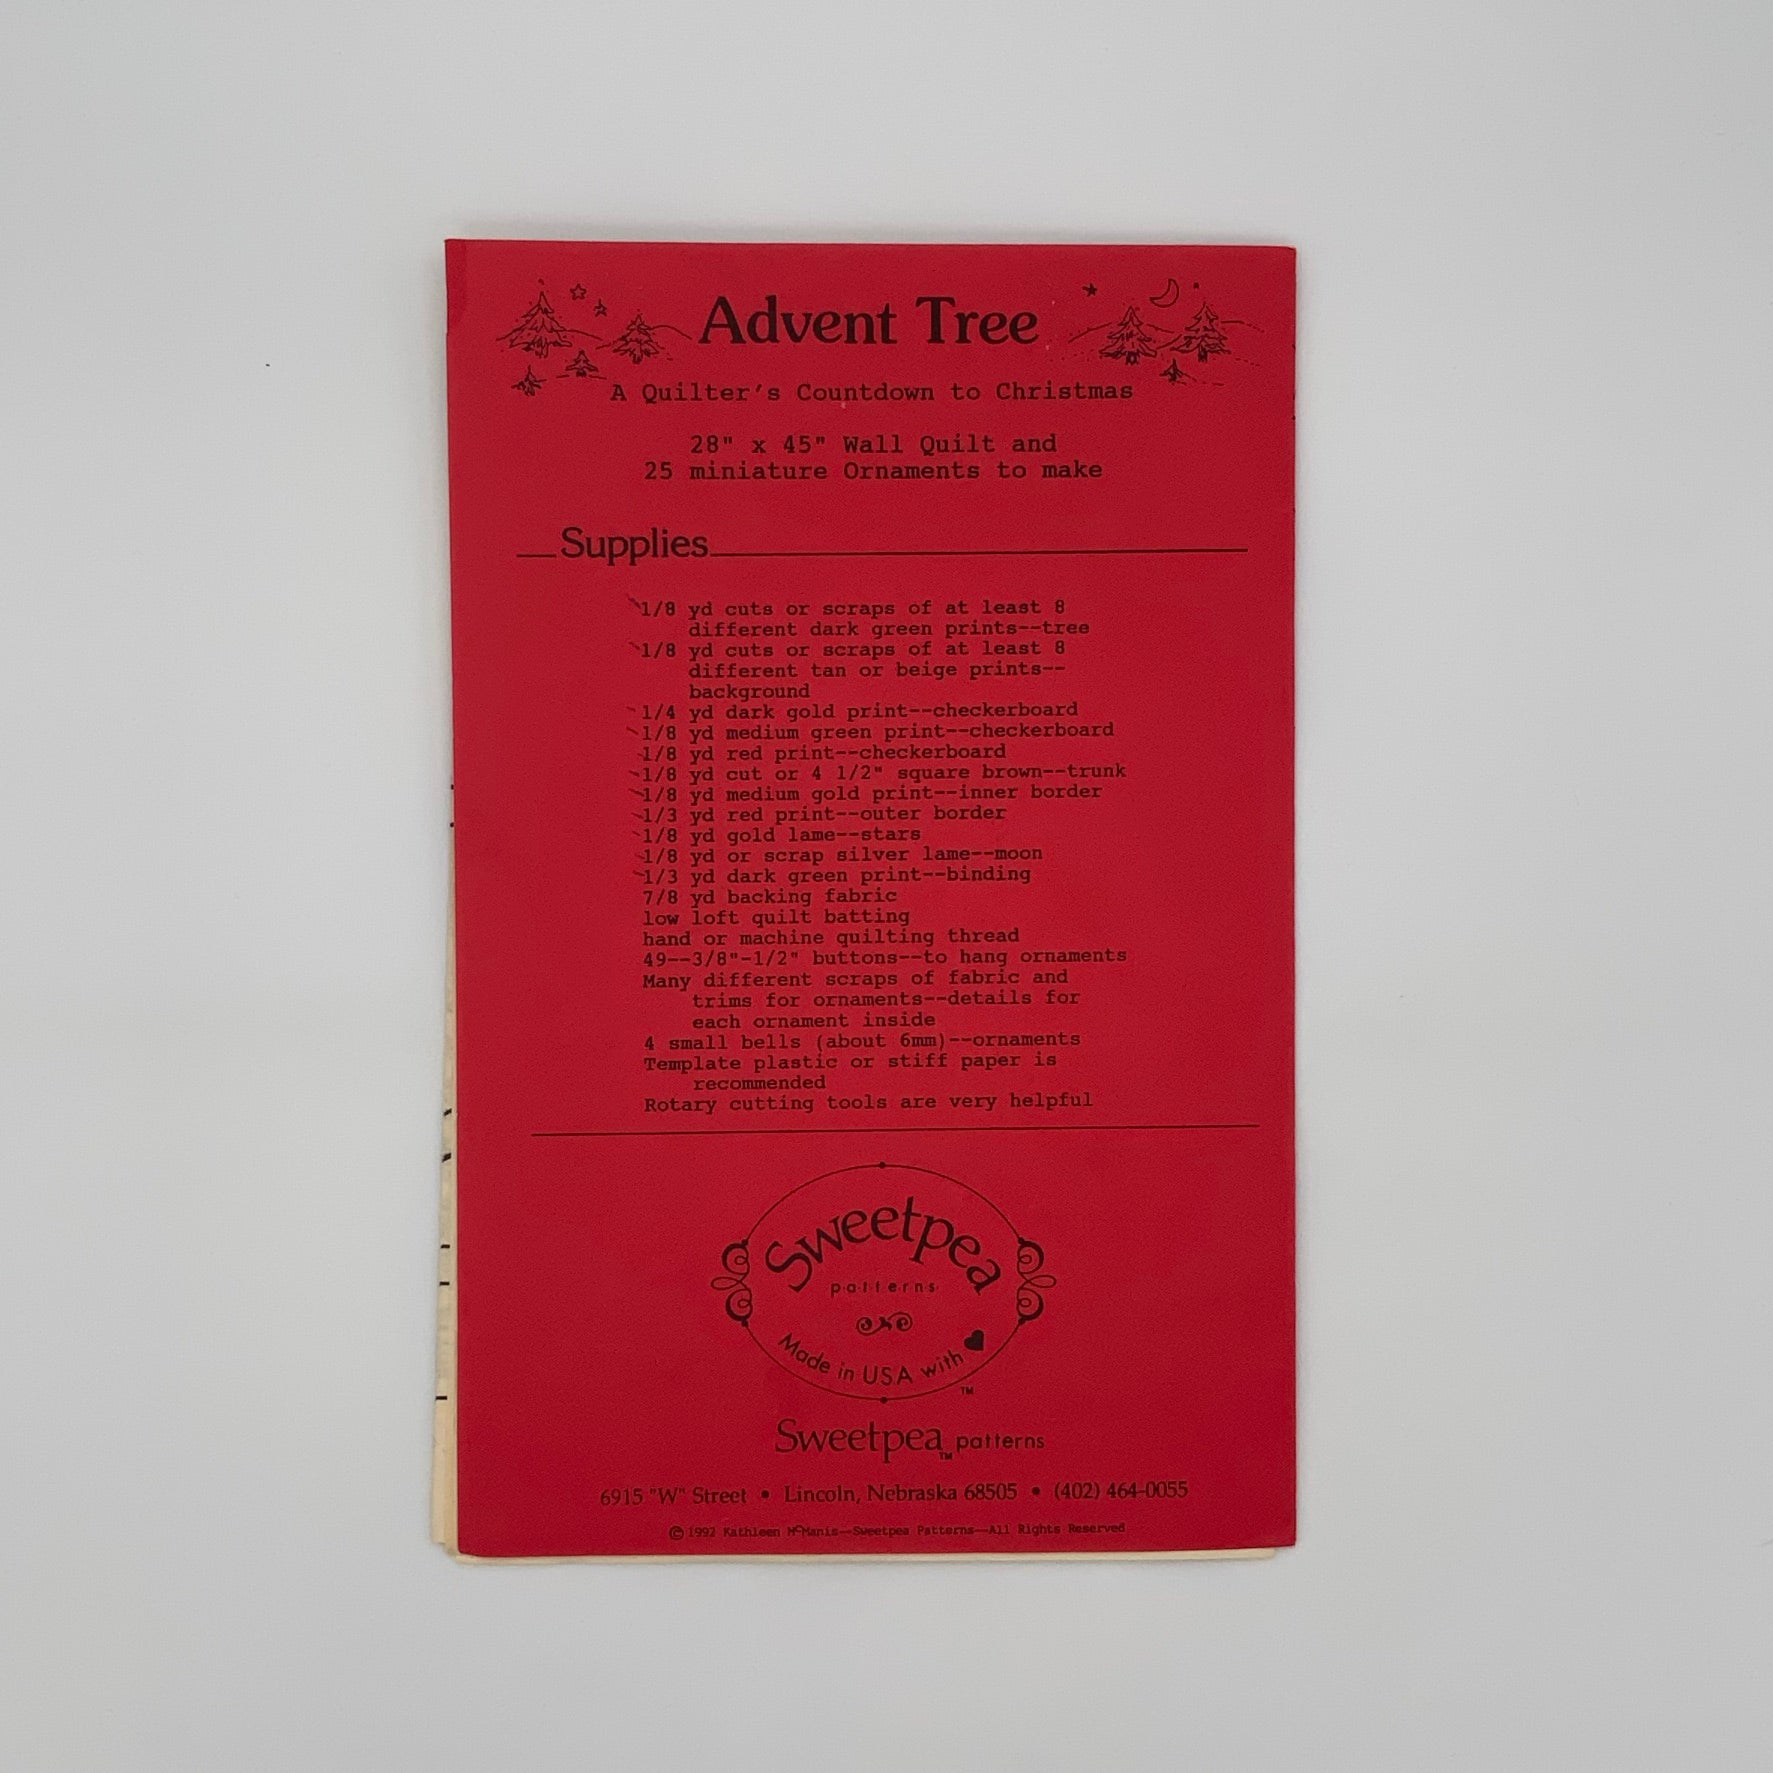 Advent Tree
A Quilter's Countdown to Christmas
28" x 45" Wall Quilt and
25 miniature Ornaments to make
Supplies
1/8 yd cuts or scraps of at least 8
different dark green prints--tree
1/8 yd cuts or scraps of at least 8
different tan or beige prints--
background
1/4 yd dark gold print--checkerboard
1/8 yd medium green print--checkerboard
1/8 yd red print--checkerboard
1/8 yd cut or 4 1/2" square brown--trunk
1/8 yd medium gold print--inner border
1/3 yd red print--outer border
1/8 yd gold lame--stars
1/8 yd or scrap silver lame--moon
1/3 yd dark green print--binding
7/8 yd backing fabric
low loft quilt batting
hand or machine quilting thread
49--3/8"-1/2" buttons--to hang ornaments
Many different scraps of fabric and
trims for ornaments--details for
each ornament inside
4 small bells (about 6mm)--ornaments
Template plastic or stiff paper is
recommended
Rotary cutting tools are very helpful
Sweetpea
p·a·t·t·e·r·n·s
Made in USA with ♥
TM
Sweetpea™ patterns
6915 "W" Street • Lincoln, Nebraska 68505 • (402) 464-0055
© 1992 Kathleen McManis--Sweetpea Patterns--All Rights Reserved